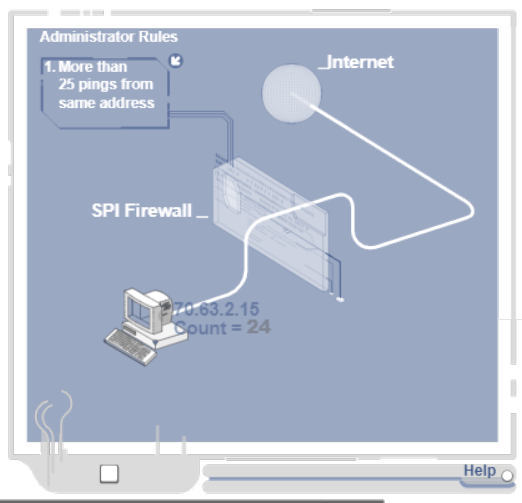 Administrator Rules
1. More than
25 pings from
same address
_Internet
SPI Firewall _
70.63.2.15
Count = 24
Help